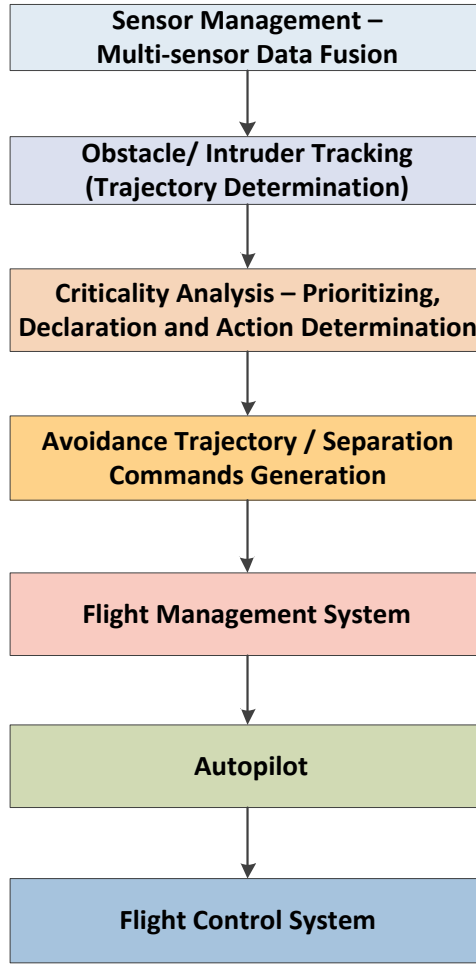 Sensor Management –
Multi-sensor Data Fusion
Obstacle/ Intruder Tracking
(Trajectory Determination)
Criticality Analysis – Prioritizing,
Declaration and Action Determination
Avoidance Trajectory / Separation
Commands Generation
Flight Management System
Autopilot
Flight Control System